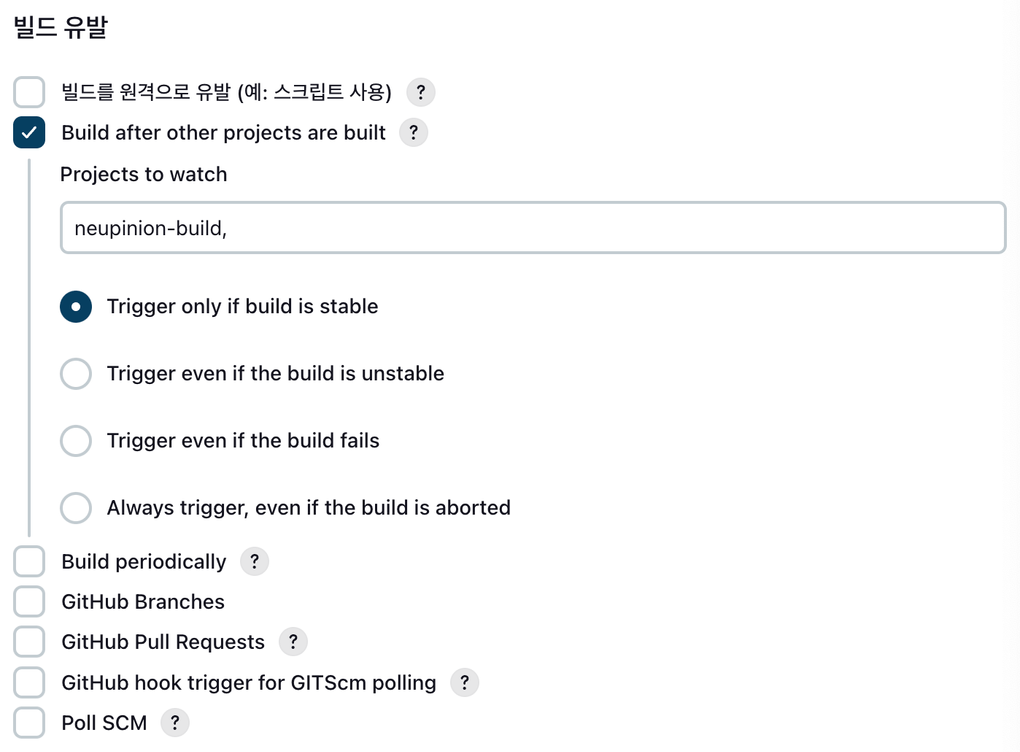 빌드 유발
빌드를 원격으로 유발 (예: 스크립트 사용) ?
Build after other projects are built ?
Projects to watch
neupinion-build,
Trigger only if build is stable
Trigger even if the build is unstable
Trigger even if the build fails
Always trigger, even if the build is aborted
Build periodically ?
GitHub Branches
GitHub Pull Requests ?
GitHub hook trigger for GITScm polling ?
Poll SCM ?